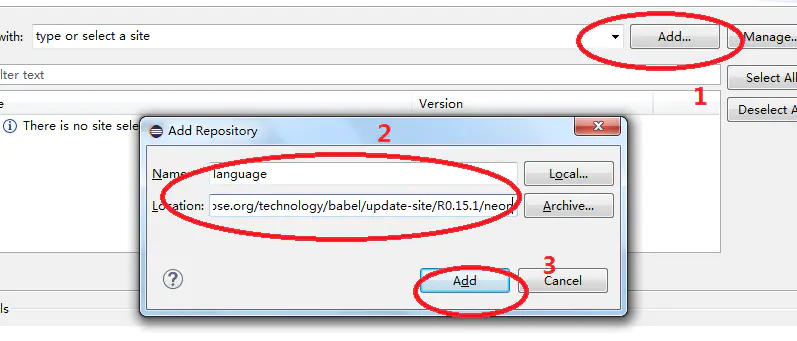 with: type or select a site Add... Manage...
lter text
Select All
1
e Version
Deselect A
There is no site sele
Add Repository
2
Name: language Local...
Location: ose.org/technology/babel/update-site/R0.15.1/neon Archive...
3
? Add Cancel
ls